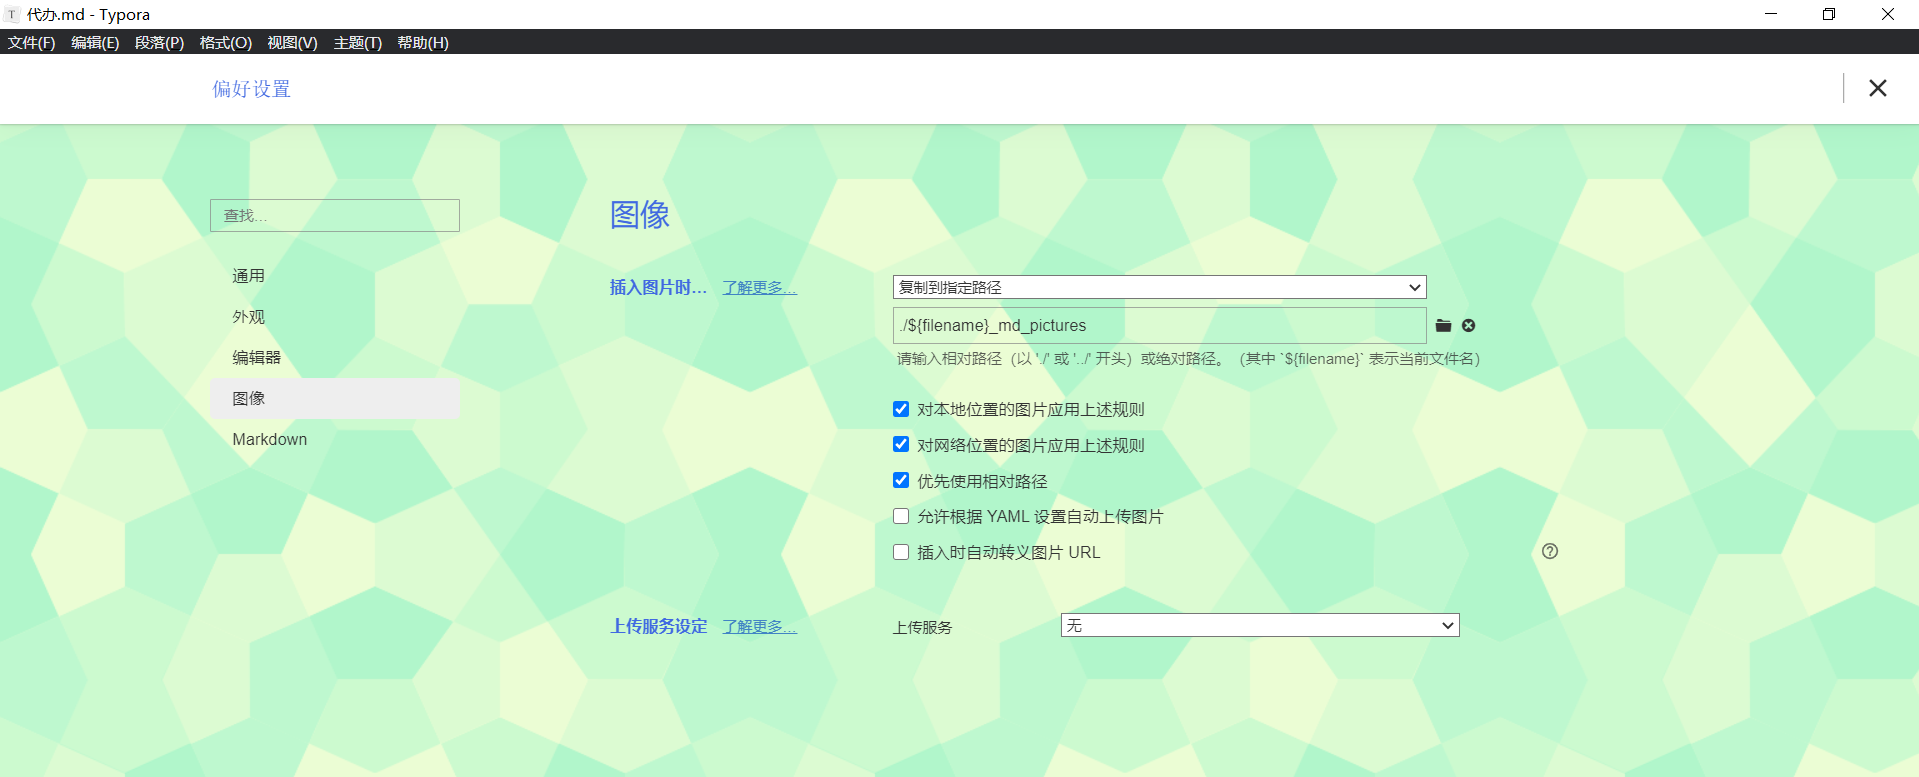 代办.md - Typora
文件(F) 编辑(E) 段落(P) 格式(O) 视图(V) 主题(T) 帮助(H)
偏好设置
查找...
通用
外观
编辑器
图像
Markdown
图像
插入图片时... 了解更多... 复制到指定路径
./${filename}_md_pictures
请输入相对路径（以 './' 或 '../' 开头）或绝对路径。（其中 `${filename}` 表示当前文件名）
对本地位置的图片应用上述规则
对网络位置的图片应用上述规则
优先使用相对路径
允许根据 YAML 设置自动上传图片
插入时自动转义图片 URL
上传服务设定 了解更多... 上传服务 无